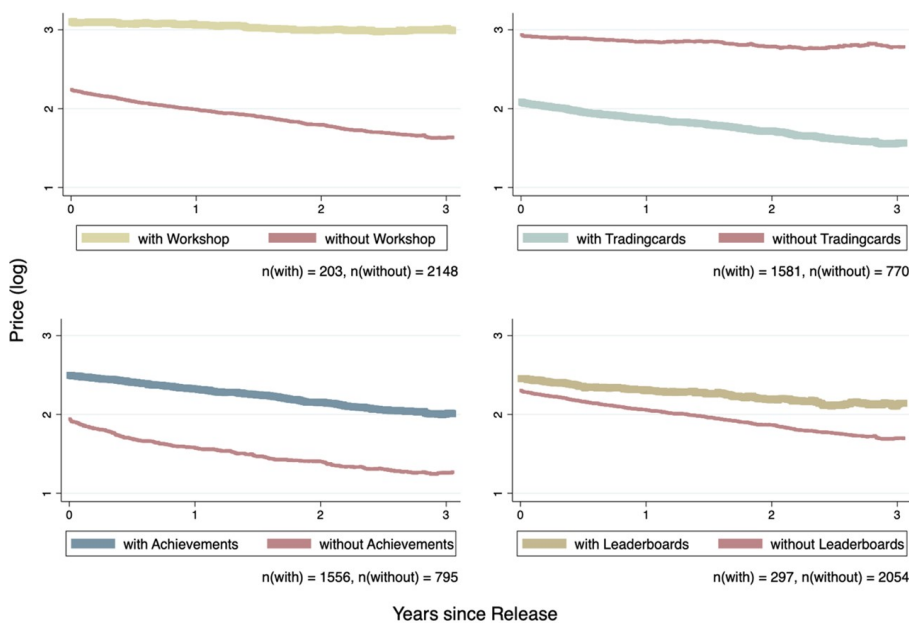 3
2
1
0 1 2 3
with Workshop without Workshop
n(with) = 203, n(without) = 2148
3
2
1
0 1 2 3
with Tradingcards without Tradingcards
n(with) = 1581, n(without) = 770
Price (log)
3
2
1
0 1 2 3
with Achievements without Achievements
n(with) = 1556, n(without) = 795
3
2
1
0 1 2 3
with Leaderboards without Leaderboards
n(with) = 297, n(without) = 2054
Years since Release